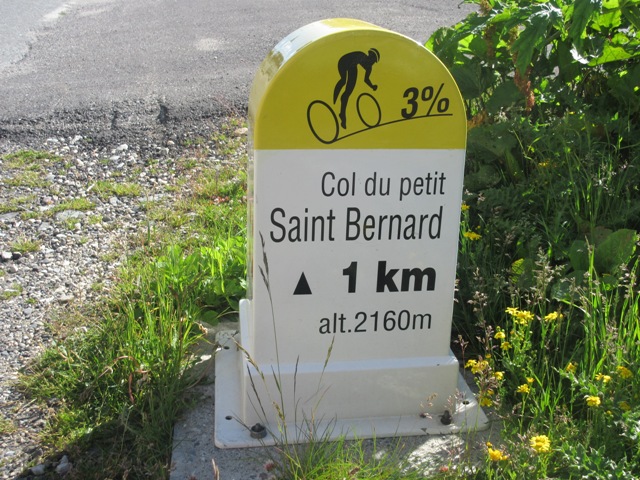 3%
Col du petit
Saint Bernard
▲ 1 km
alt.2160m